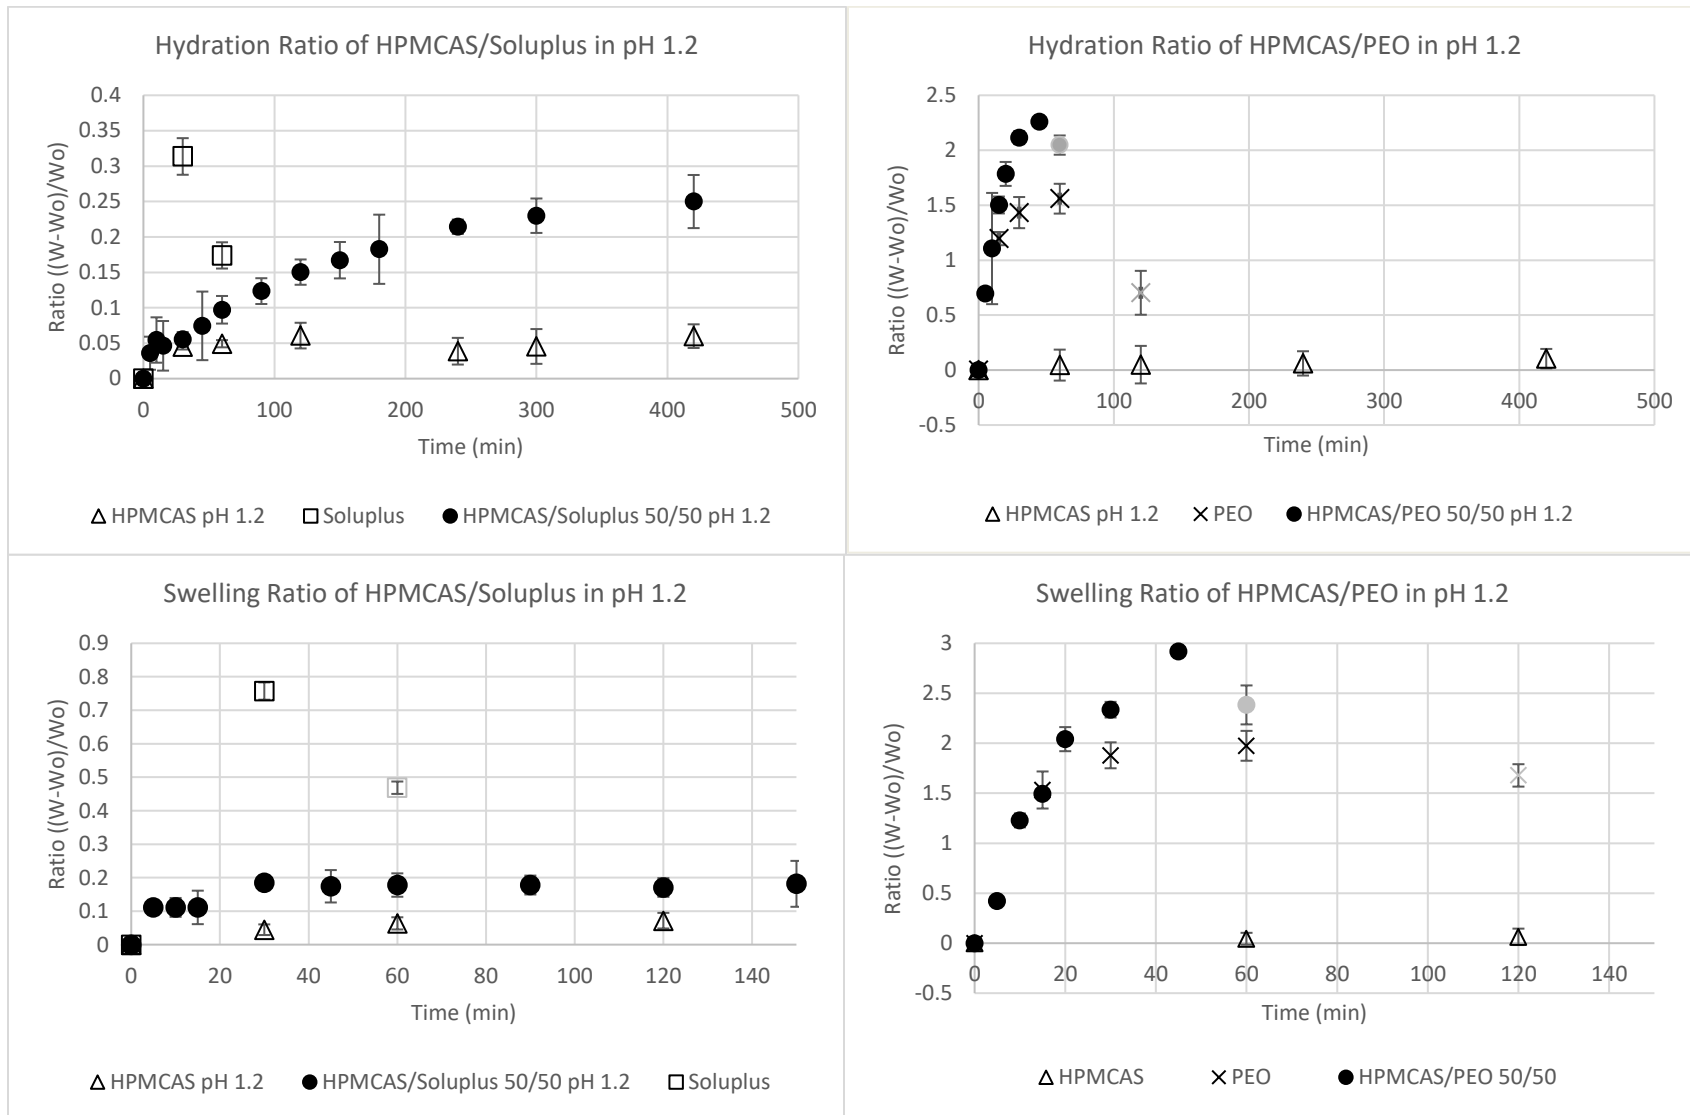 Hydration Ratio of HPMCAS/Soluplus in pH 1.2
Ratio ((W-Wo)/Wo)
0.4
0.35
0.3
0.25
0.2
0.15
0.1
0.05
0
0 100 200 300 400 500
Time (min)
HPMCAS pH 1.2 Soluplus HPMCAS/Soluplus 50/50 pH 1.2
Hydration Ratio of HPMCAS/PEO in pH 1.2
Ratio ((W-Wo)/Wo)
2.5
2
1.5
1
0.5
0
-0.5
0 100 200 300 400 500
Time (min)
HPMCAS pH 1.2 PEO HPMCAS/PEO 50/50 pH 1.2
Swelling Ratio of HPMCAS/Soluplus in pH 1.2
Ratio ((W-Wo)/Wo)
0.9
0.8
0.7
0.6
0.5
0.4
0.3
0.2
0.1
0
0 20 40 60 80 100 120 140
Time (min)
HPMCAS pH 1.2 HPMCAS/Soluplus 50/50 pH 1.2 Soluplus
Swelling Ratio of HPMCAS/PEO in pH 1.2
Ratio ((W-Wo)/Wo)
3
2.5
2
1.5
1
0.5
0
-0.5
0 20 40 60 80 100 120 140
Time (min)
HPMCAS PEO HPMCAS/PEO 50/50